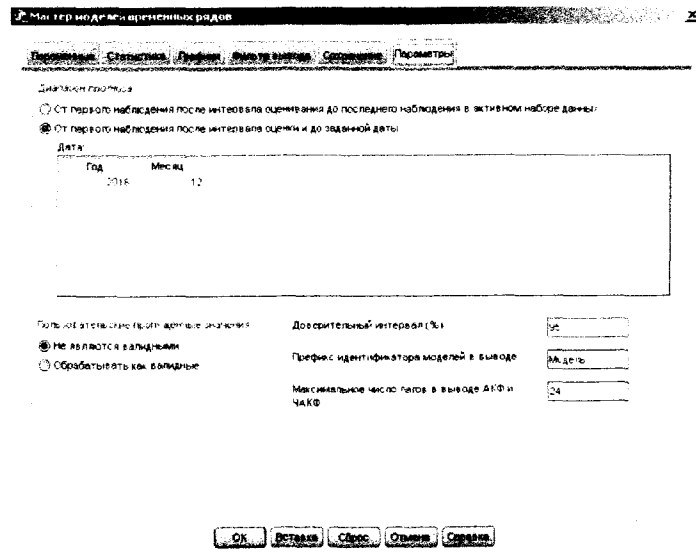 Мастер моделей временных рядов
Переменные Статистики Графики Фильтр вывода Сохранение Параметры
Диапазон прогноза
От первого наблюдения после интервала оценивания до последнего наблюдения в активном наборе данных
От первого наблюдения после интервала оценки и до заданной даты
Дата:
Год Месяц
2016 12
Пользовательские пропущенные значения
Не являются валидными
Обрабатывать как валидные
Доверительный интервал (%):
95
Префикс идентификатора моделей в выводе
Модель
Максимальное число лагов в выводе АКФ и
ЧАКФ
24
OK Вставка Сброс Отмена Справка